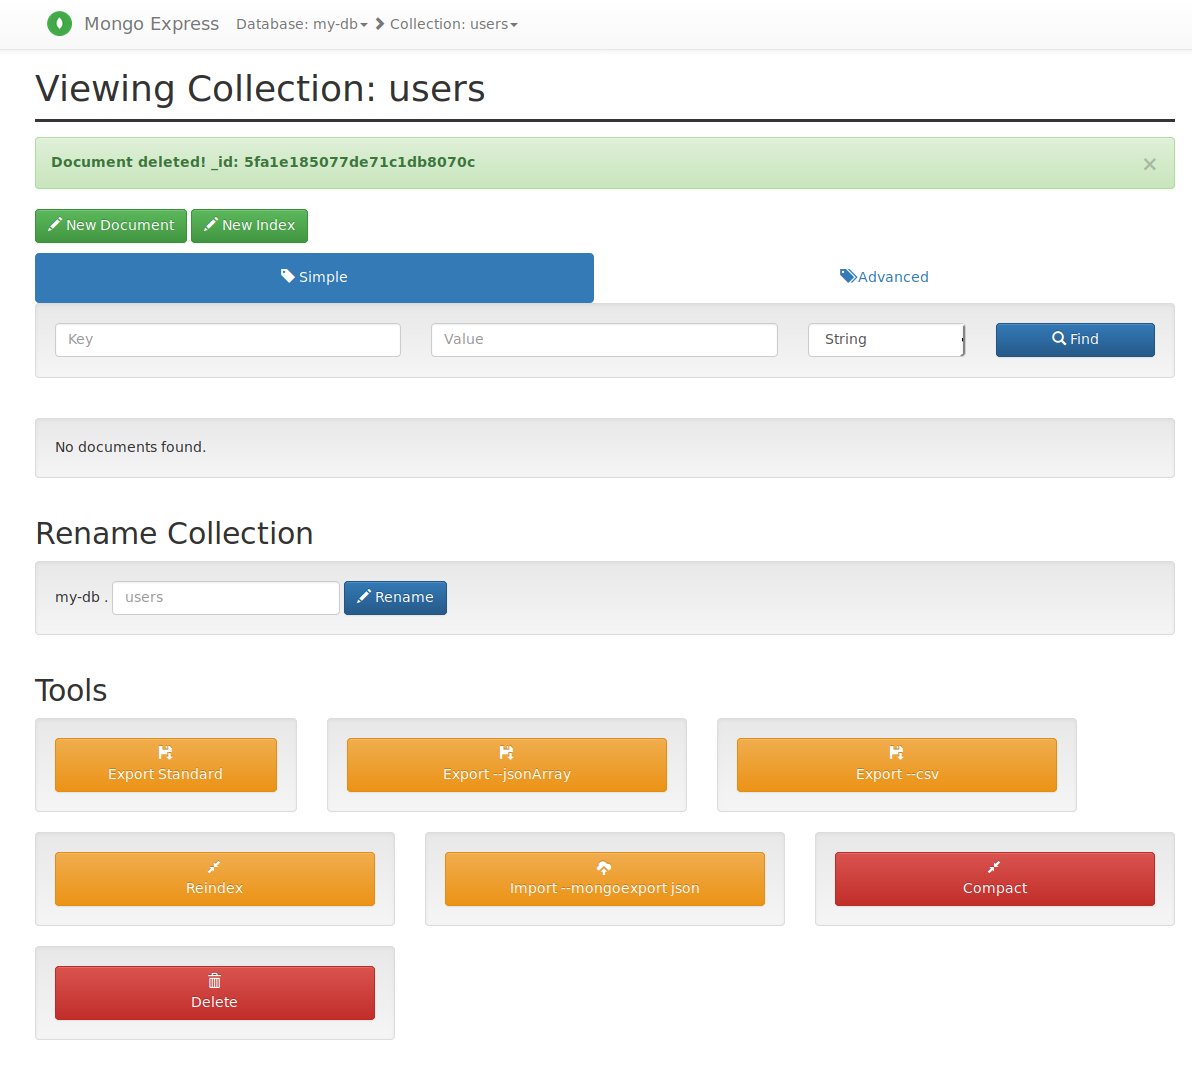 Mongo Express Database: my-db Collection: users
Viewing Collection: users
Document deleted! _id: 5fa1e185077de71c1db8070c ×
New Document New Index
Simple Advanced
Key Value String Find
No documents found.
Rename Collection
my-db . users Rename
Tools
Export Standard Export --jsonArray Export --csv
Reindex Import --mongoexport json Compact
Delete